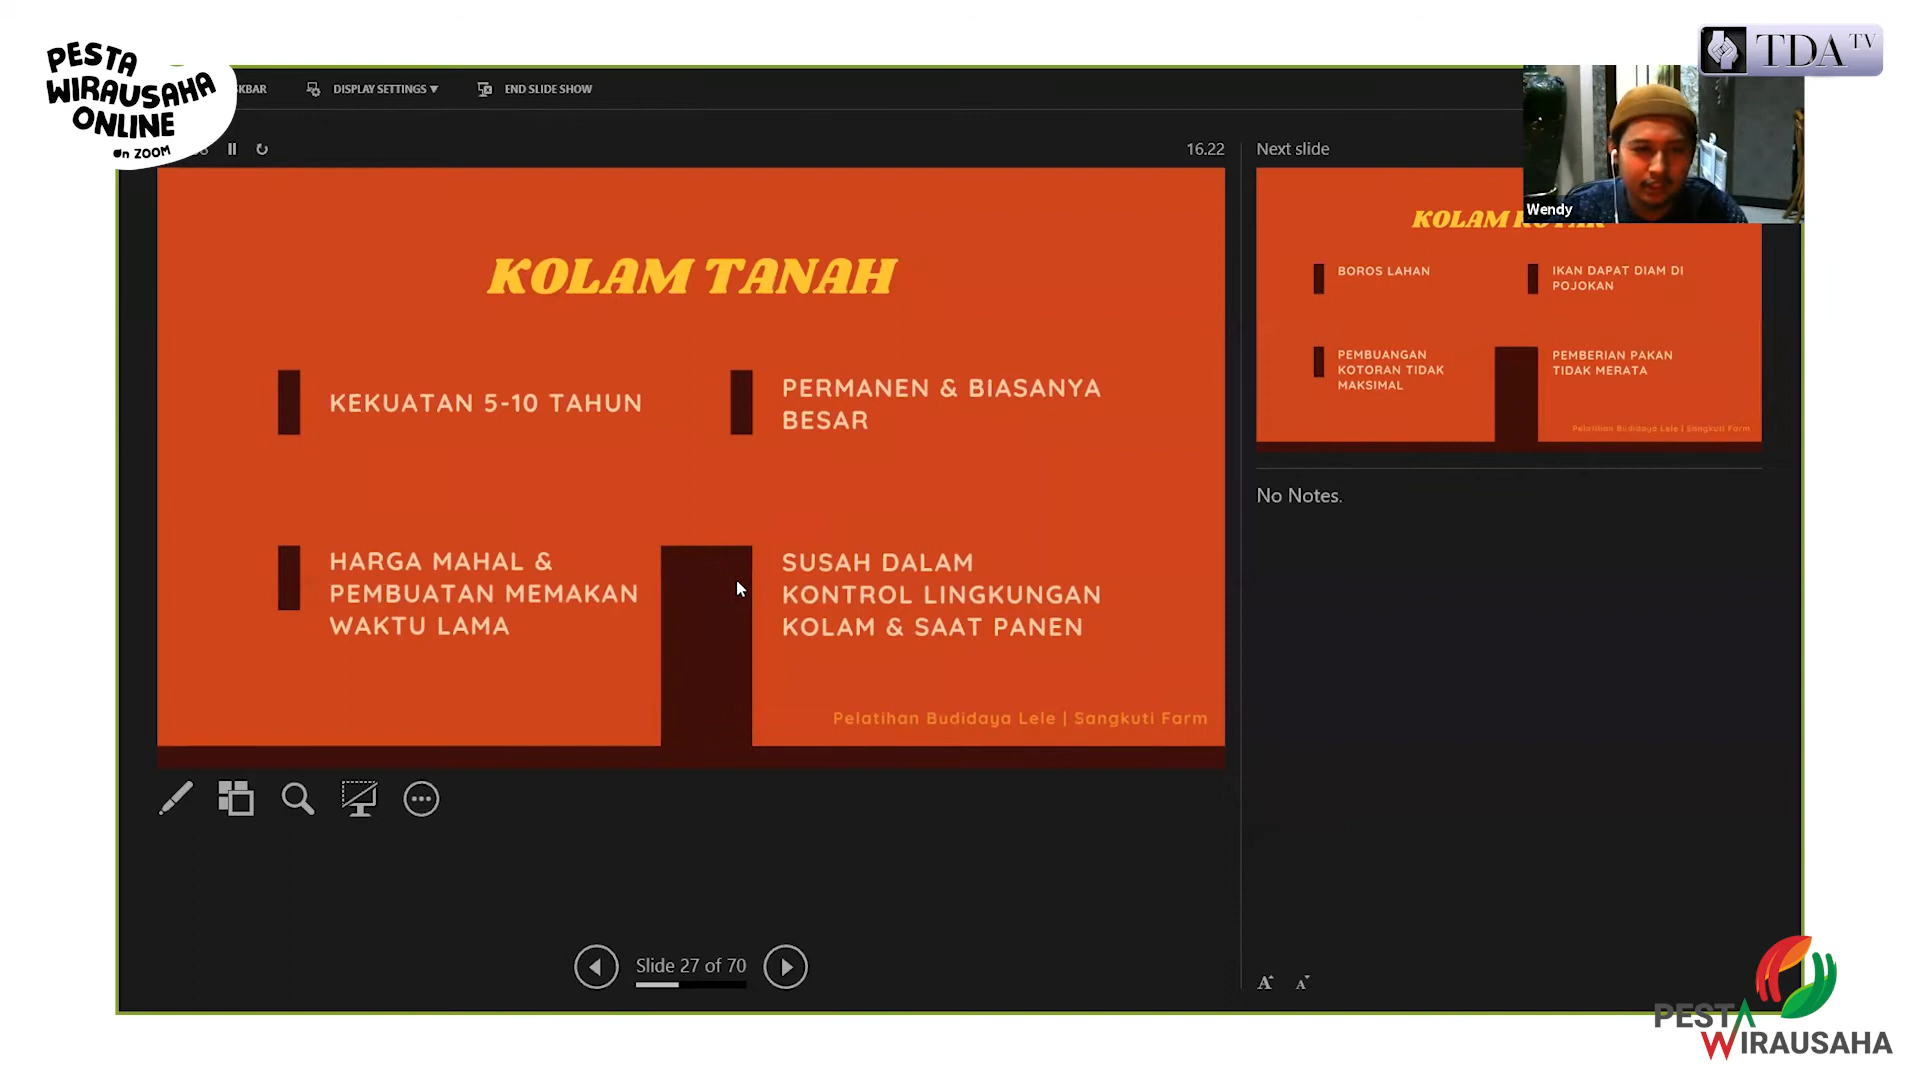 PESTA
WIRAUSAHA
ONLINE
on ZOOM
TDA TV
KBAR
DISPLAY SETTINGS ▼
END SLIDE SHOW
16.22
Next slide
Wendy
KOLAM TANAH
KEKUATAN 5-10 TAHUN
PERMANEN & BIASANYA
BESAR
HARGA MAHAL &
PEMBUATAN MEMAKAN
WAKTU LAMA
SUSAH DALAM
KONTROL LINGKUNGAN
KOLAM & SAAT PANEN
Pelatihan Budidaya Lele | Sangkuti Farm
KOLAM
BOROS LAHAN
IKAN DAPAT DIAM DI
POJOKAN
PEMBUANGAN
KOTORAN TIDAK
MAKSIMAL
PEMBERIAN PAKAN
TIDAK MERATA
Pelatihan Budidaya Lele | Sangkuti Farm
No Notes.
Slide 27 of 70
A A
PESTA
WIRAUSAHA